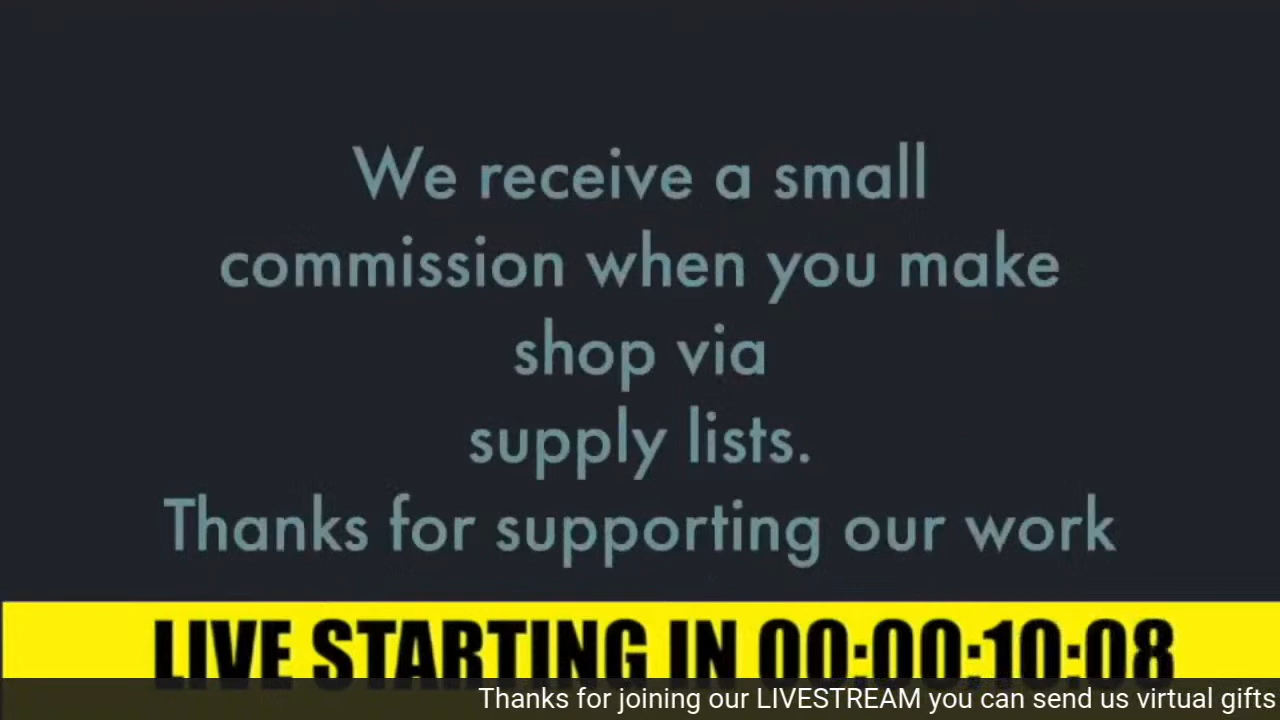 We receive a small
commission when you make
shop via
supply lists.
Thanks for supporting our work
LIVE STARTING IN 00:00:10:08
Thanks for joining our LIVESTREAM you can send us virtual gifts